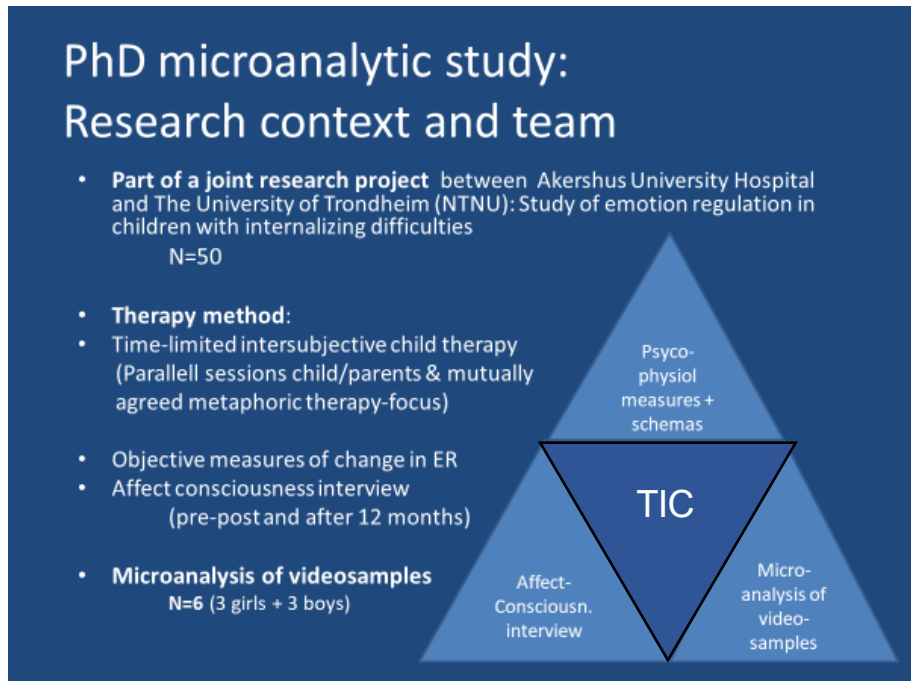 PhD microanalytic study:
Research context and team
• Part of a joint research project between Akershus University Hospital
and The University of Trondheim (NTNU): Study of emotion regulation in
children with internalizing difficulties
N=50
• Therapy method:
• Time-limited intersubjective child therapy
(Parallell sessions child/parents & mutually
agreed metaphoric therapy-focus)
• Objective measures of change in ER
• Affect consciousness interview
(pre-post and after 12 months)
• Microanalysis of videosamples
N=6 (3 girls + 3 boys)
Psyco-
physiol
measures +
schemas
TIC
Affect-
Consciousn.
interview
Micro-
analysis of
video-
samples